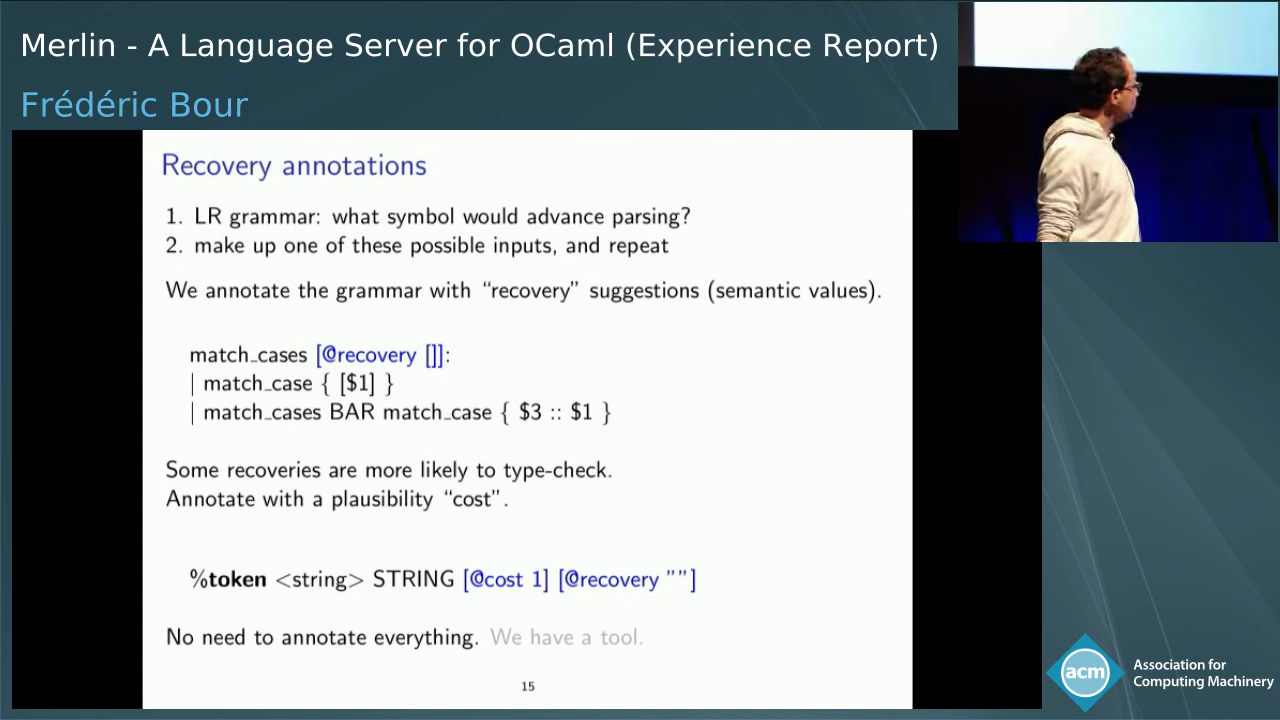 Merlin - A Language Server for OCaml (Experience Report)
Frédéric Bour
Recovery annotations
1. LR grammar: what symbol would advance parsing?
2. make up one of these possible inputs, and repeat
We annotate the grammar with “recovery” suggestions (semantic values).
match_cases [@recovery []]:
| match_case { [$1] }
| match_cases BAR match_case { $3 :: $1 }
Some recoveries are more likely to type-check.
Annotate with a plausibility “cost”.
%token <string> STRING [@cost 1] [@recovery ””]
No need to annotate everything. We have a tool.
15
acm
Association for
Computing Machinery